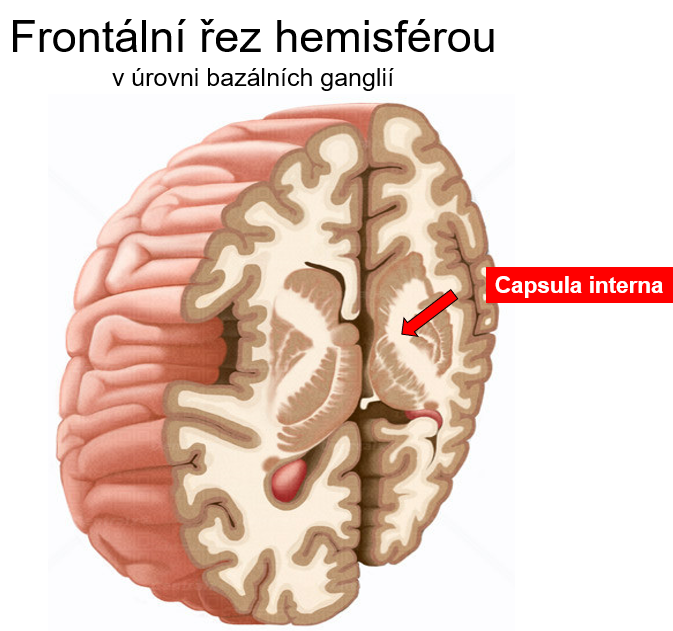 Frontální řez hemisférou
v úrovni bazálních ganglií
Capsula interna